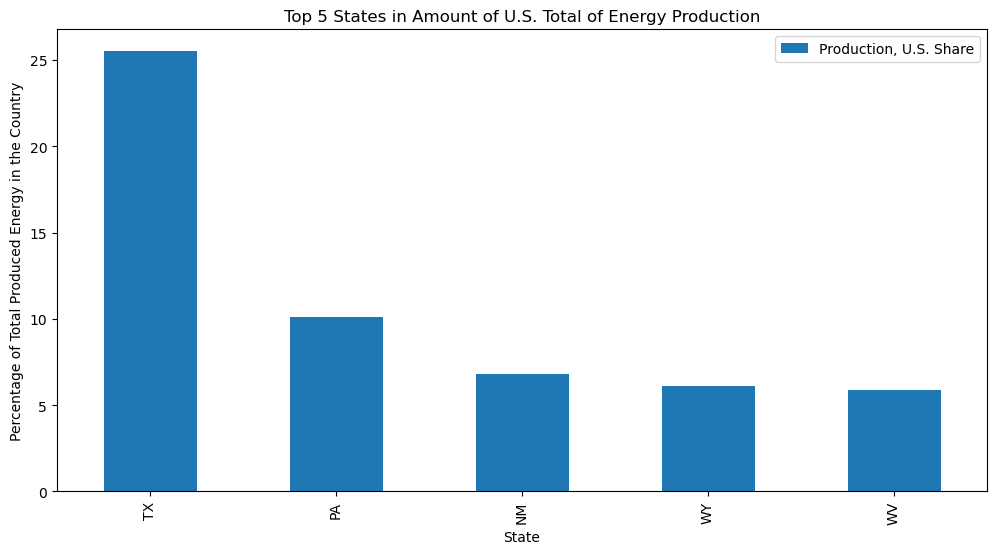 Top 5 States in Amount of U.S. Total of Energy Production
Production, U.S. Share
Percentage of Total Produced Energy in the Country
25
20
15
10
5
0
TX
PA
NM
WY
WV
State